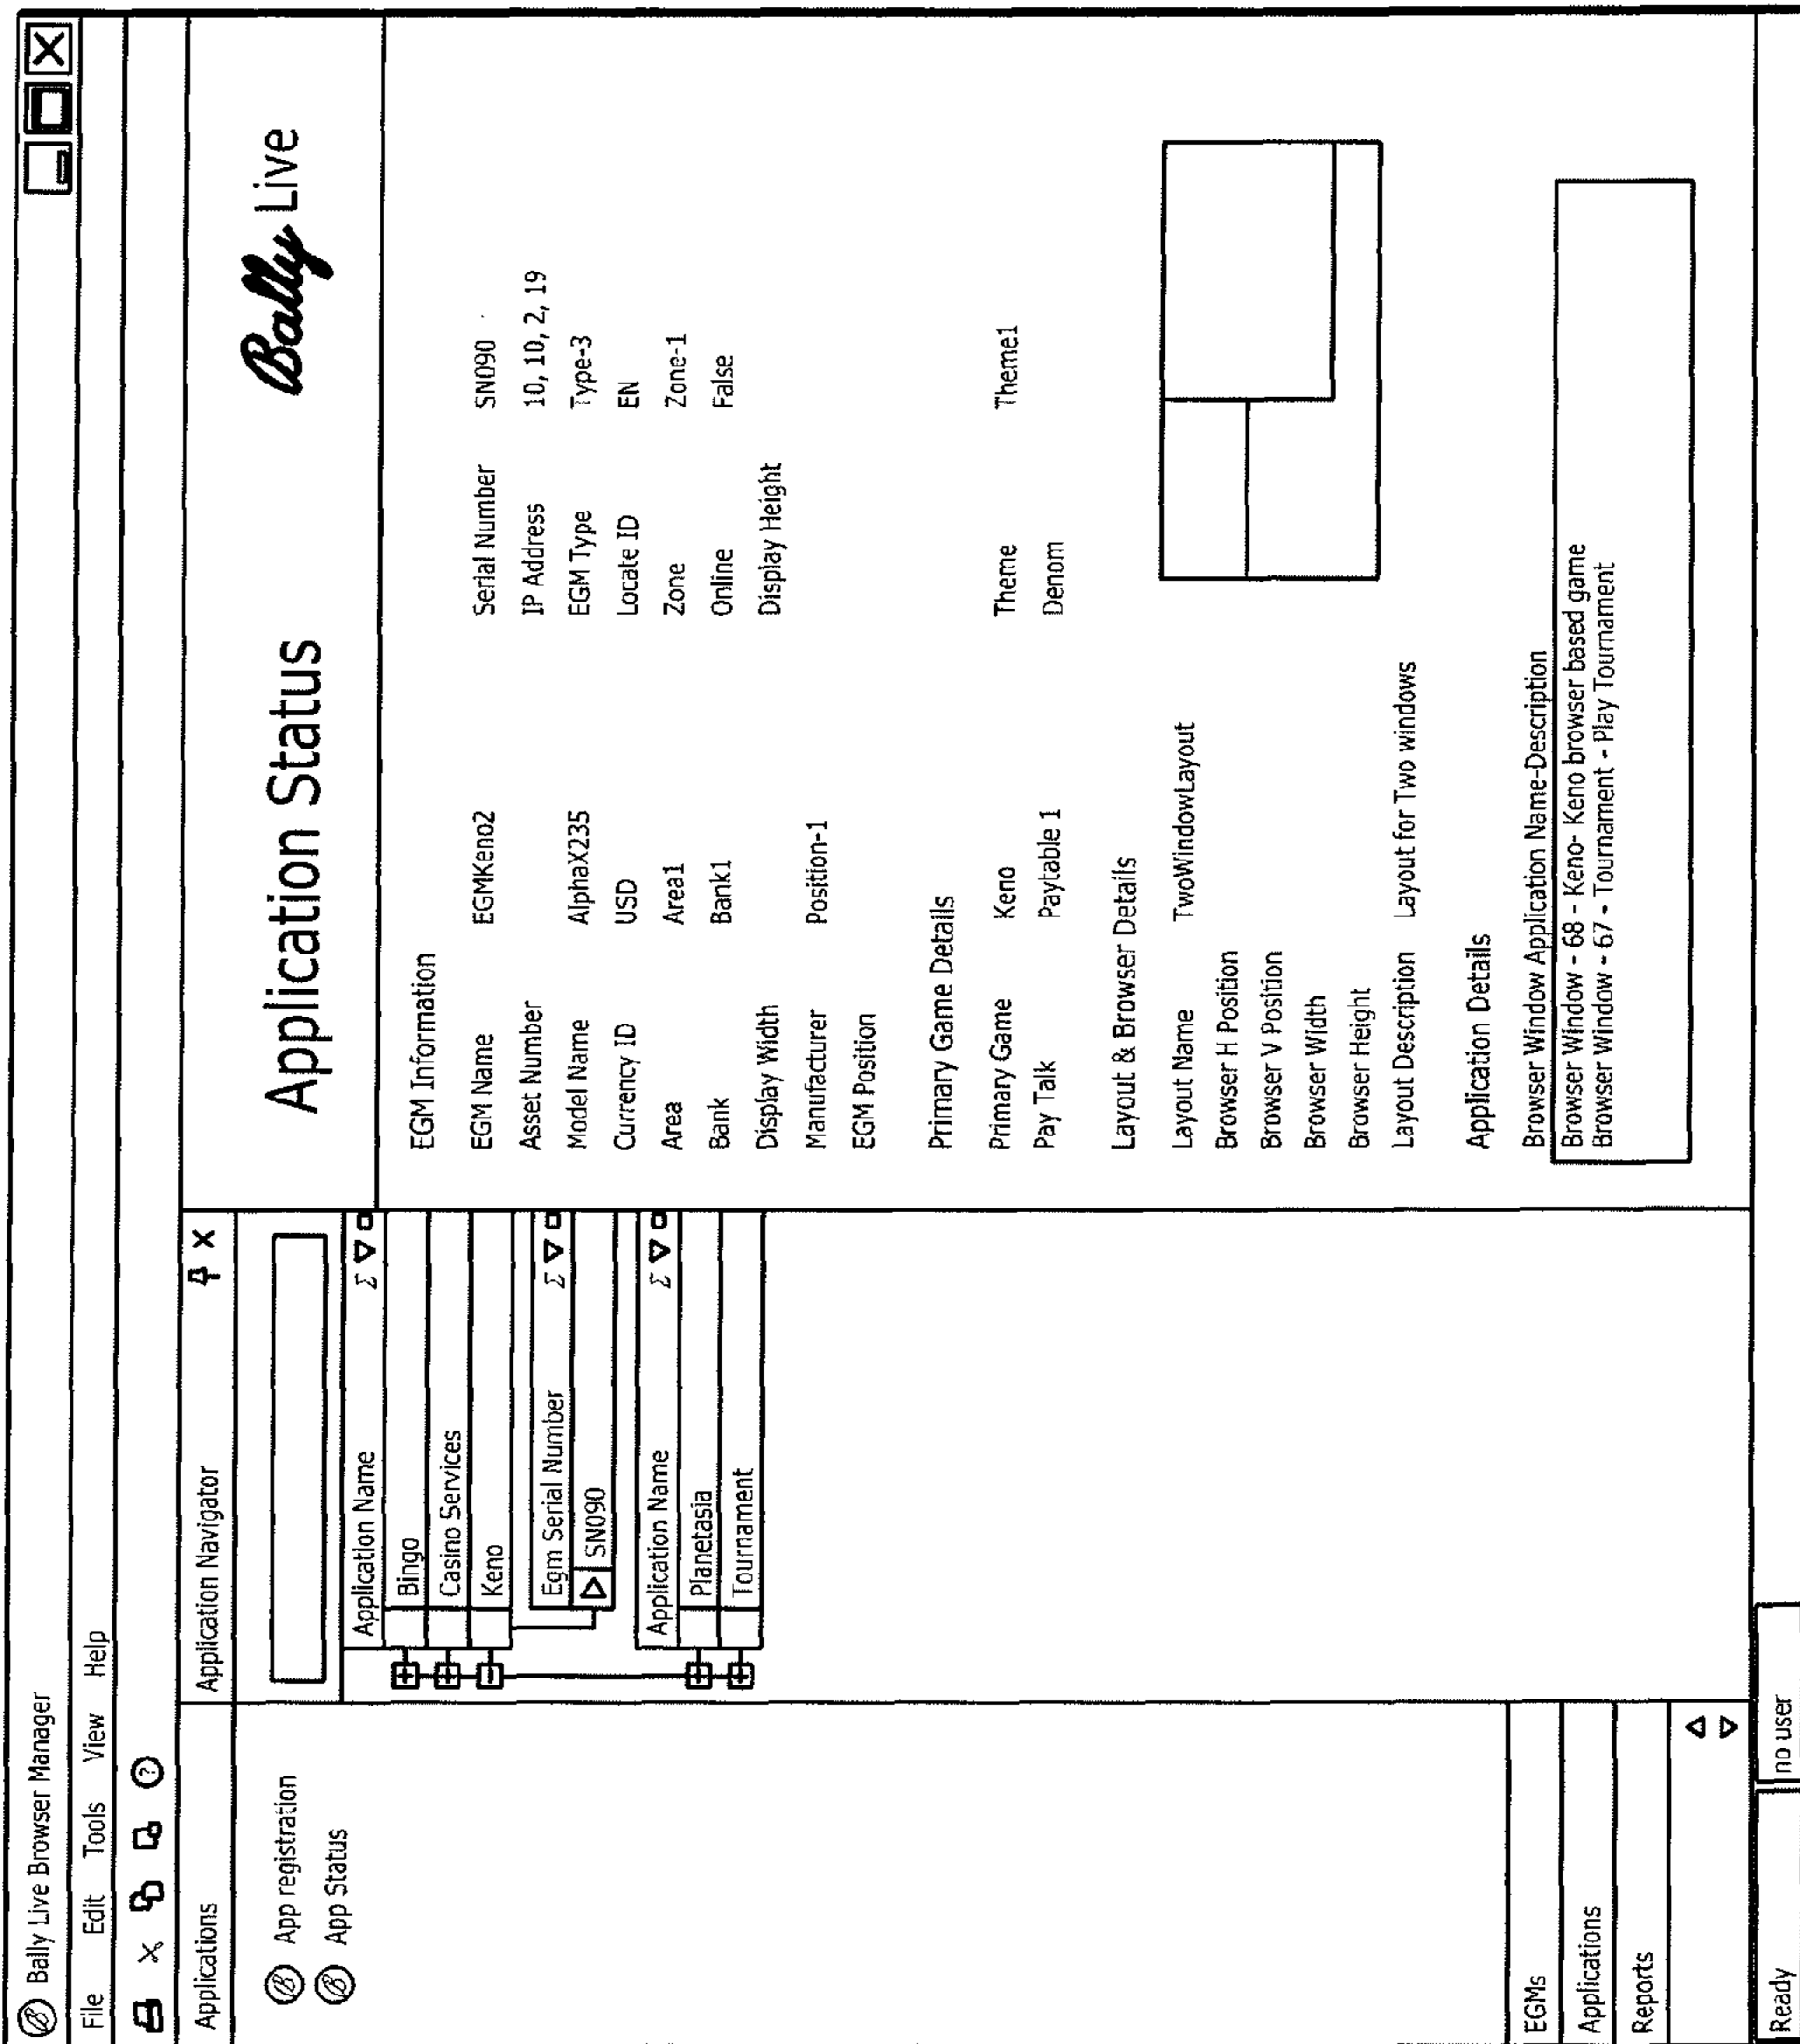 Bally Live Browser Manager
File Edit Tools View Help
Applications
App registration
App Status
EGMs
Applications
Reports
Application Navigator
Application Name
Bingo
Casino Services
Keno
Egm Serial Number
SN090
Application Name
Planetasia
Tournament
Application Status
Bally Live
EGM Information
EGM Name EGMKeno2 Serial Number SN090
Asset Number IP Address 10, 10, 2, 19
Model Name AlphaX235 EGM Type Type-3
Currency ID USD Locate ID EN
Area Area1 Zone Zone-1
Bank Bank1 Online False
Display Width Display Height
Manufacturer Position-1
EGM Position
Primary Game Details
Primary Game Keno Theme Theme1
Pay Talk Paytable 1 Denom
Layout & Browser Details
Layout Name TwoWindowLayout
Browser H Position
Browser V Position
Browser Width
Browser Height
Layout Description Layout for Two windows
Application Details
Browser Window Application Name-Description
Browser Window - 68 - Keno- Keno browser based game
Browser Window - 67 - Tournament - Play Tournament
Ready no user